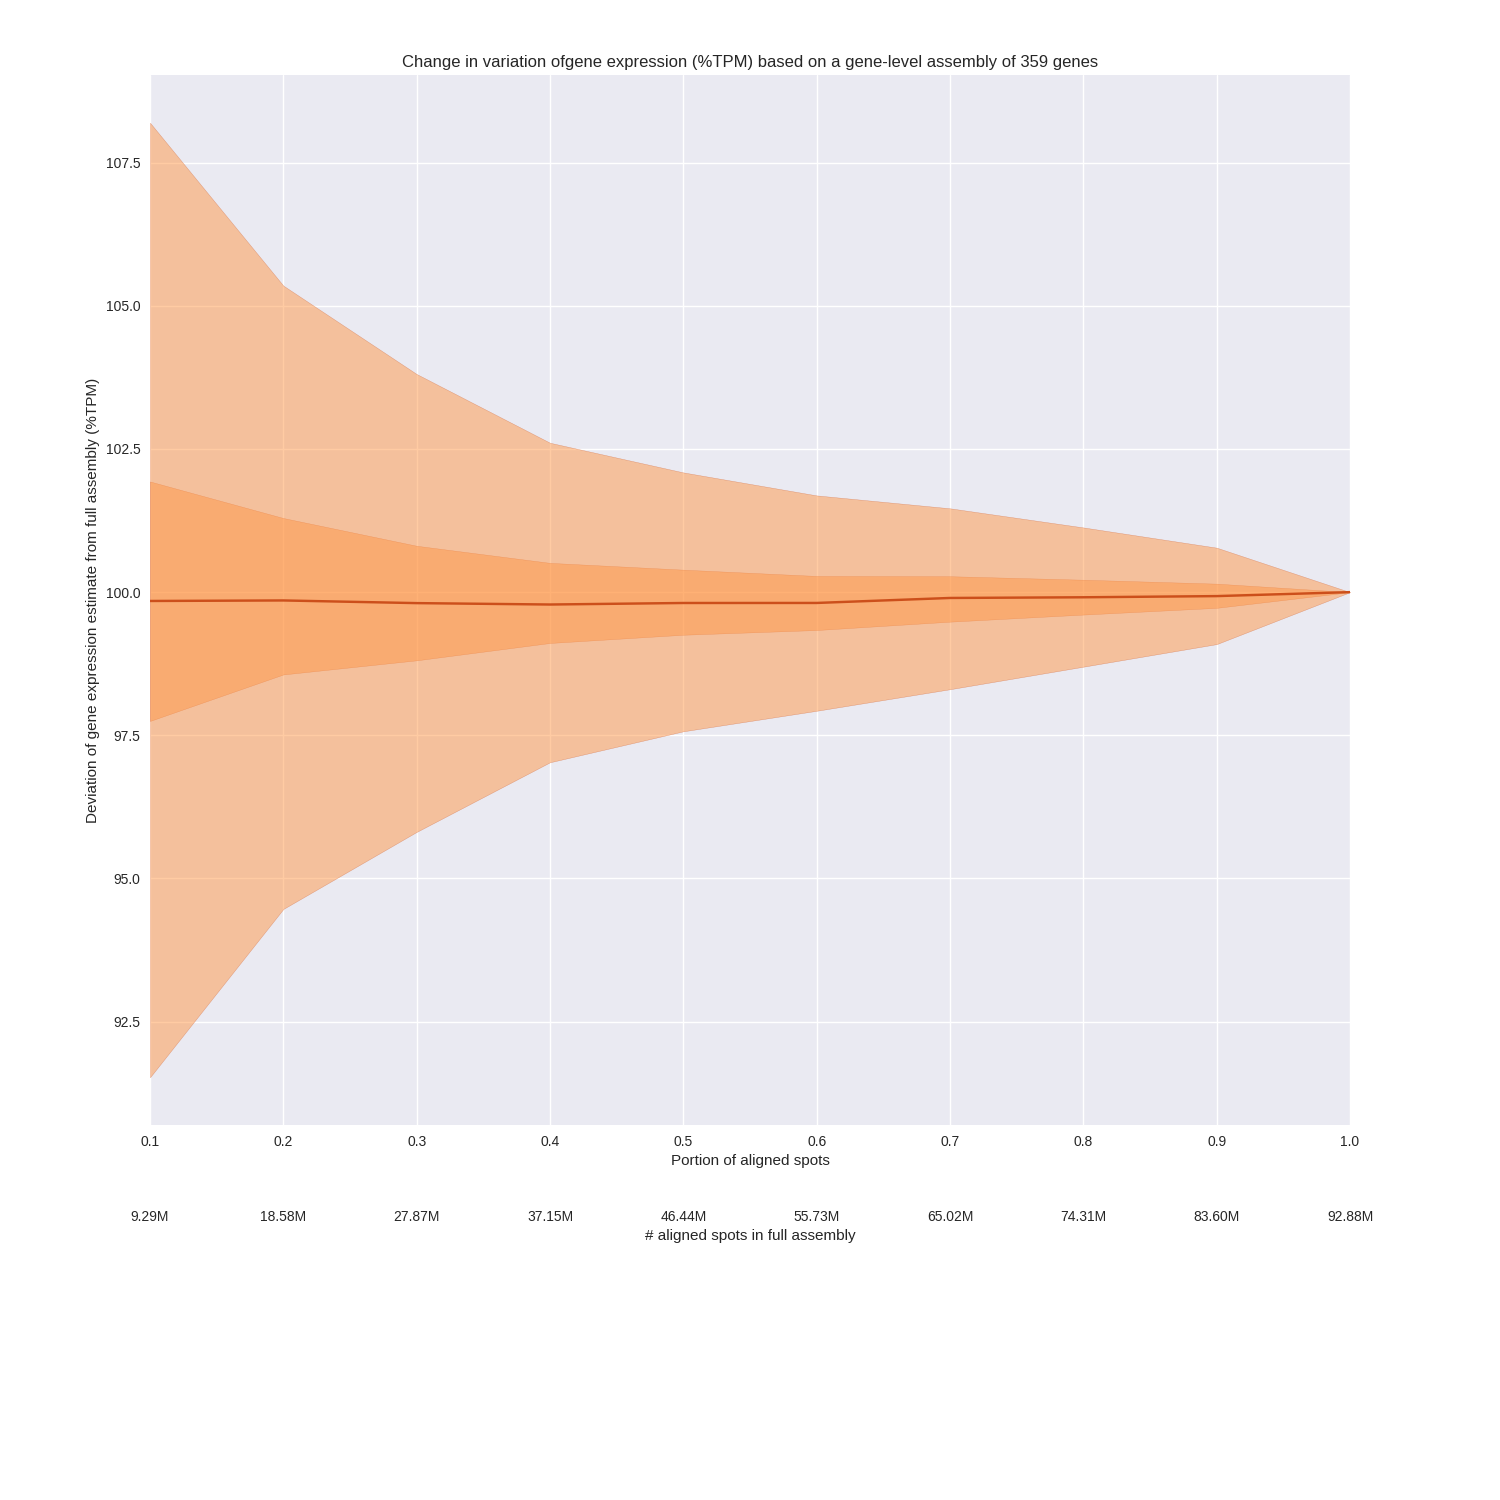 Change in variation ofgene expression (%TPM) based on a gene-level assembly of 359 genes
Deviation of gene expression estimate from full assembly (%TPM)
107.5
105.0
102.5
100.0
97.5
95.0
92.5
0.1 0.2 0.3 0.4 0.5 0.6 0.7 0.8 0.9 1.0
Portion of aligned spots
9.29M 18.58M 27.87M 37.15M 46.44M 55.73M 65.02M 74.31M 83.60M 92.88M
# aligned spots in full assembly